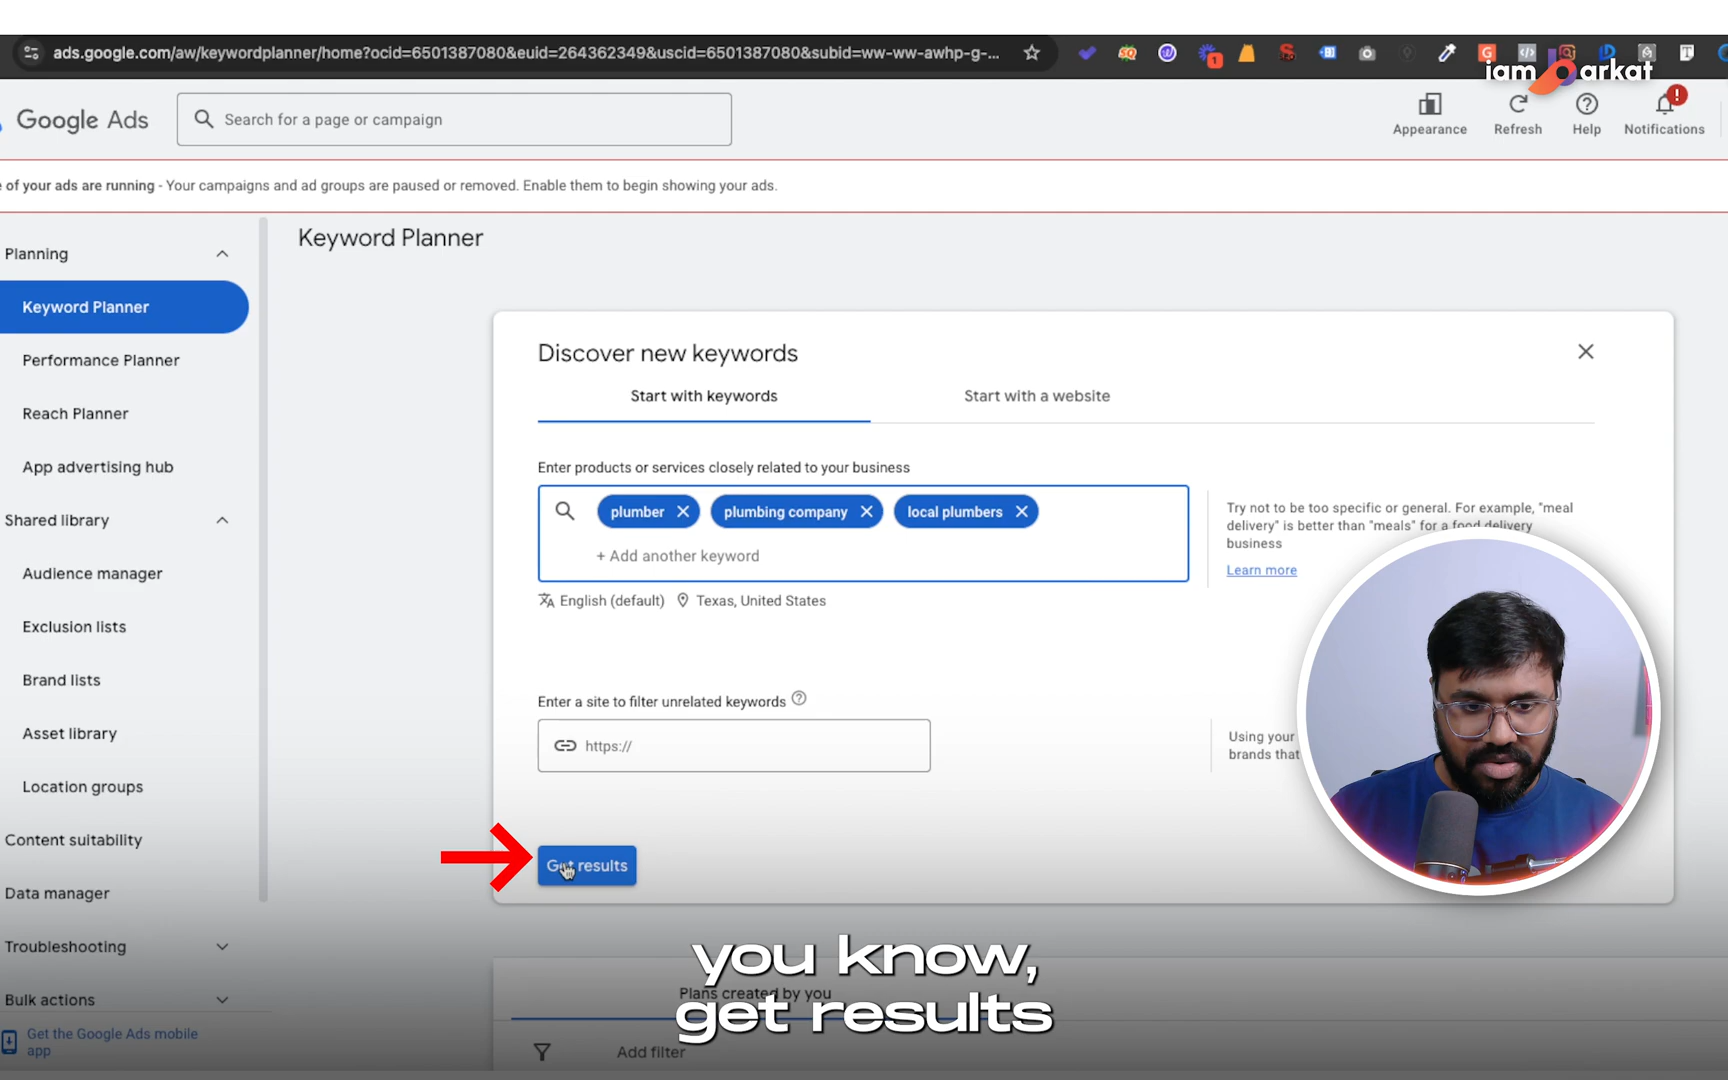 ads.google.com/aw/keywordplanner/home?ocid=6501387080&euid=264362349&uscid=6501387080&subid=ww-ww-awhp-g-...
1
iam arkat
Google Ads
Search for a page or campaign
Appearance
Refresh
Help
Notifications
of your ads are running - Your campaigns and ad groups are paused or removed. Enable them to begin showing your ads.
Planning
Keyword Planner
Performance Planner
Reach Planner
App advertising hub
Shared library
Audience manager
Exclusion lists
Brand lists
Asset library
Location groups
Content suitability
Data manager
Troubleshooting
Bulk actions
Get the Google Ads mobile
app
Keyword Planner
Discover new keywords
Start with keywords
Start with a website
Enter products or services closely related to your business
plumber
plumbing company
local plumbers
+ Add another keyword
English (default)
Texas, United States
Try not to be too specific or general. For example, "meal
delivery" is better than "meals" for a food delivery
business
Learn more
Enter a site to filter unrelated keywords
https://
Using your
brands that
Get results
you know,
Plans created by you
get results
Add filter